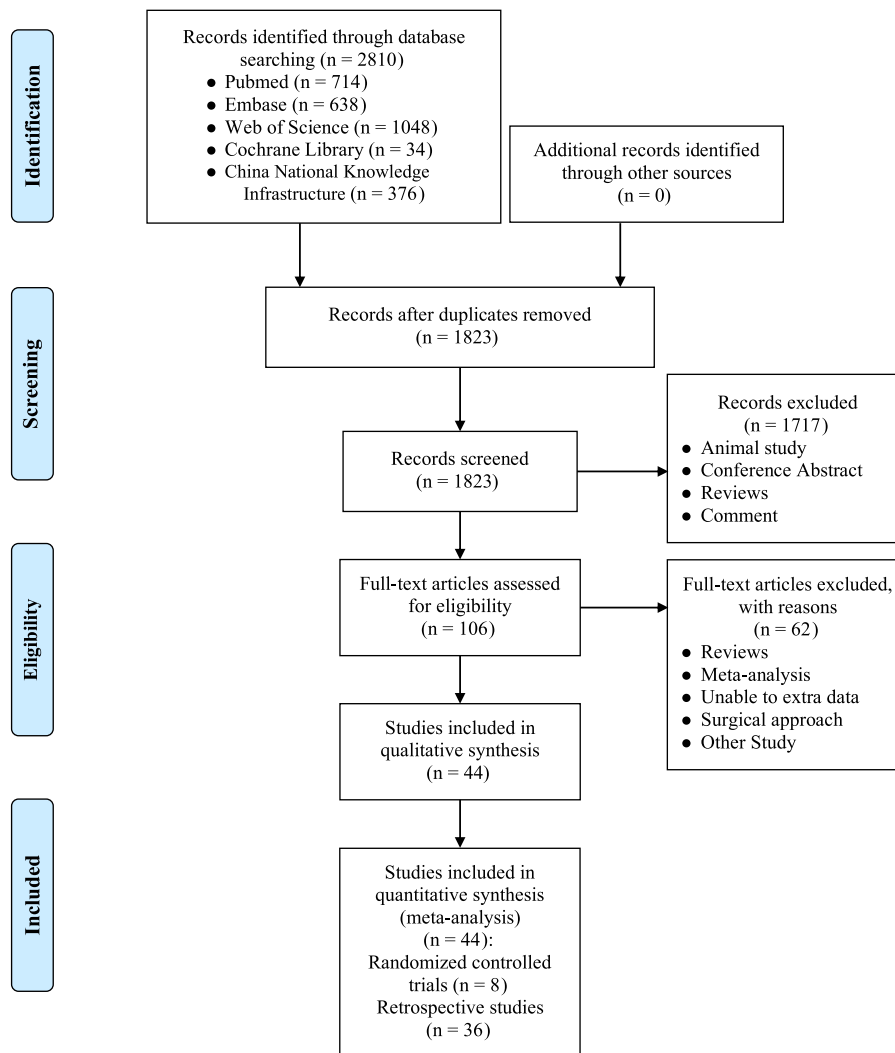 Identification
Records identified through database
searching (n = 2810)
● Pubmed (n = 714)
● Embase (n = 638)
● Web of Science (n = 1048)
● Cochrane Library (n = 34)
● China National Knowledge
Infrastructure (n = 376)
Additional records identified
through other sources
(n = 0)
Screening
Records after duplicates removed
(n = 1823)
Records screened
(n = 1823)
Records excluded
(n = 1717)
● Animal study
● Conference Abstract
● Reviews
● Comment
Eligibility
Full-text articles assessed
for eligibility
(n = 106)
Full-text articles excluded,
with reasons
(n = 62)
● Reviews
● Meta-analysis
● Unable to extra data
● Surgical approach
● Other Study
Studies included in
qualitative synthesis
(n = 44)
Included
Studies included in
quantitative synthesis
(meta-analysis)
(n = 44):
Randomized controlled
trials (n = 8)
Retrospective studies
(n = 36)